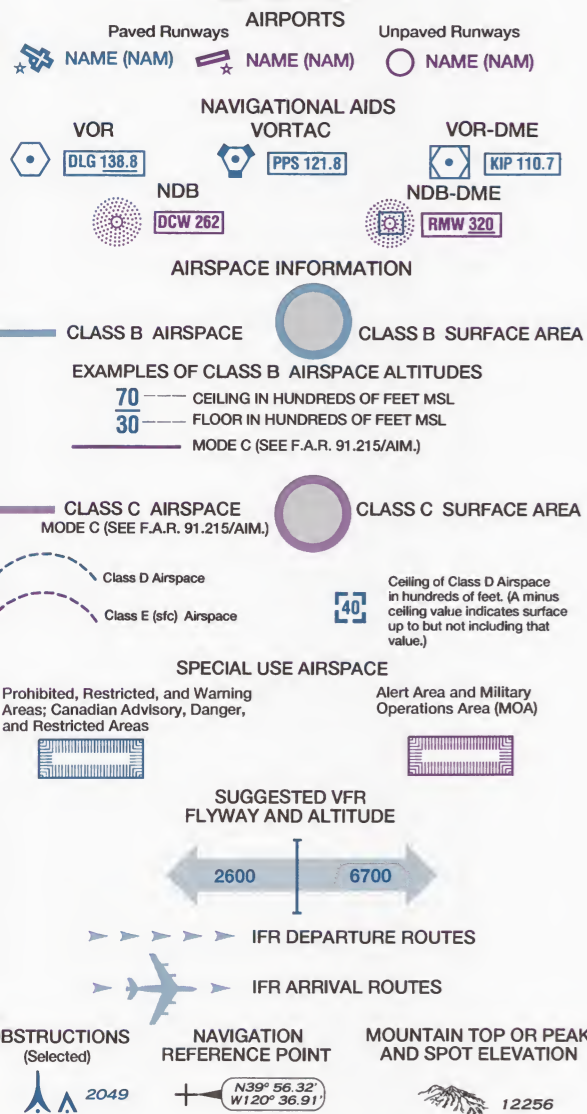 AIRPORTS
Paved Runways
Unpaved Runways
NAME (NAM)
NAME (NAM)
NAME (NAM)
NAVIGATIONAL AIDS
VOR
VORTAC
VOR-DME
DLG 138.8
PPS 121.8
KIP 110.7
NDB
NDB-DME
DCW 262
RMW 320
AIRSPACE INFORMATION
CLASS B AIRSPACE
CLASS B SURFACE AREA
EXAMPLES OF CLASS B AIRSPACE ALTITUDES
70 CEILING IN HUNDREDS OF FEET MSL
30 FLOOR IN HUNDREDS OF FEET MSL
MODE C (SEE F.A.R. 91.215/AIM.)
CLASS C AIRSPACE
CLASS C SURFACE AREA
MODE C (SEE F.A.R. 91.215/AIM.)
Class D Airspace
Class E (sfc) Airspace
40
Ceiling of Class D Airspace
in hundreds of feet. (A minus
ceiling value indicates surface
up to but not including that
value.)
SPECIAL USE AIRSPACE
Prohibited, Restricted, and Warning
Areas; Canadian Advisory, Danger,
and Restricted Areas
Alert Area and Military
Operations Area (MOA)
SUGGESTED VFR
FLYWAY AND ALTITUDE
2600
6700
IFR DEPARTURE ROUTES
IFR ARRIVAL ROUTES
BSTRUCTIONS
(Selected)
2049
NAVIGATION
REFERENCE POINT
N39° 56.32'
W120° 36.91'
MOUNTAIN TOP OR PEAK
AND SPOT ELEVATION
12256